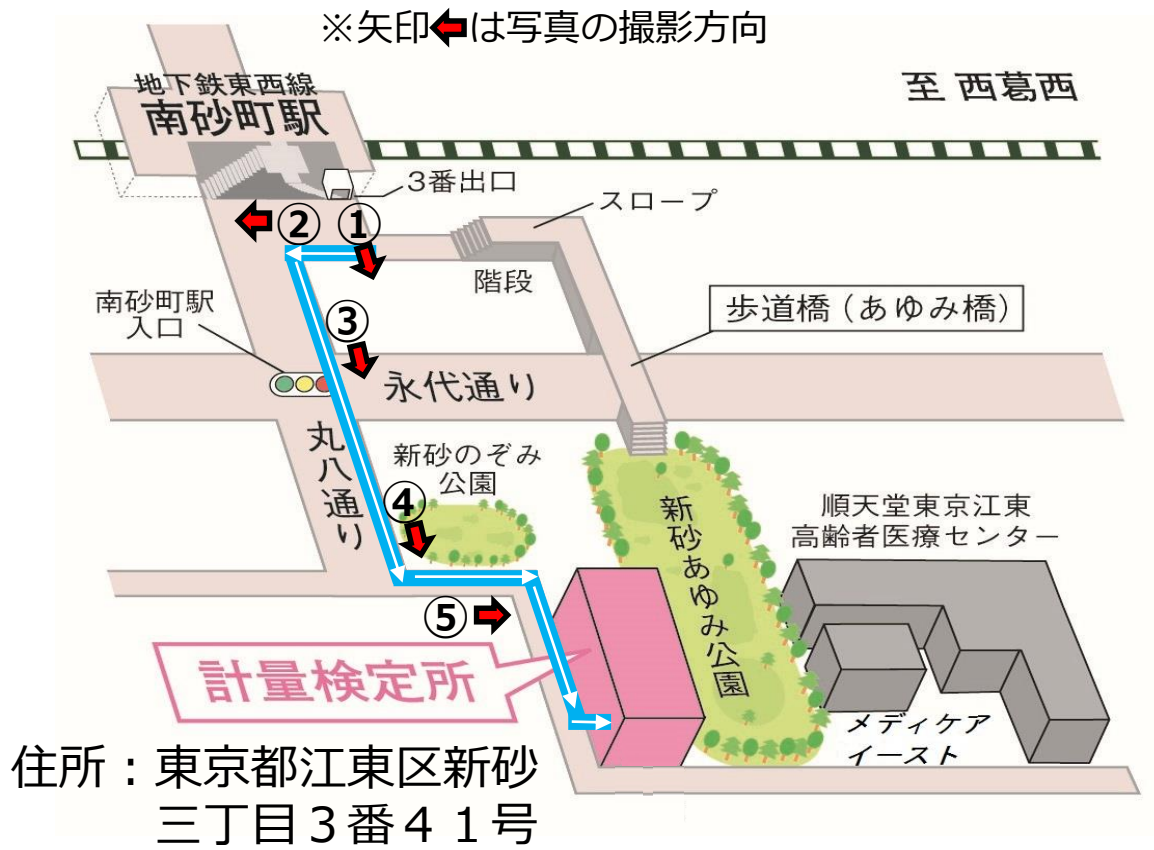 ※矢印⬅は写真の撮影方向
地下鉄東西線
南砂町駅
至 西葛西
3番出口
スロープ
② ①
階段
南砂町駅
入口
③
歩道橋（あゆみ橋）
永代通り
丸八通り
新砂のぞみ
公園
④
新砂あゆみ公園
順天堂東京江東
高齢者医療センター
⑤
計量検定所
メディケア
イースト
住所：東京都江東区新砂
三丁目３番４１号